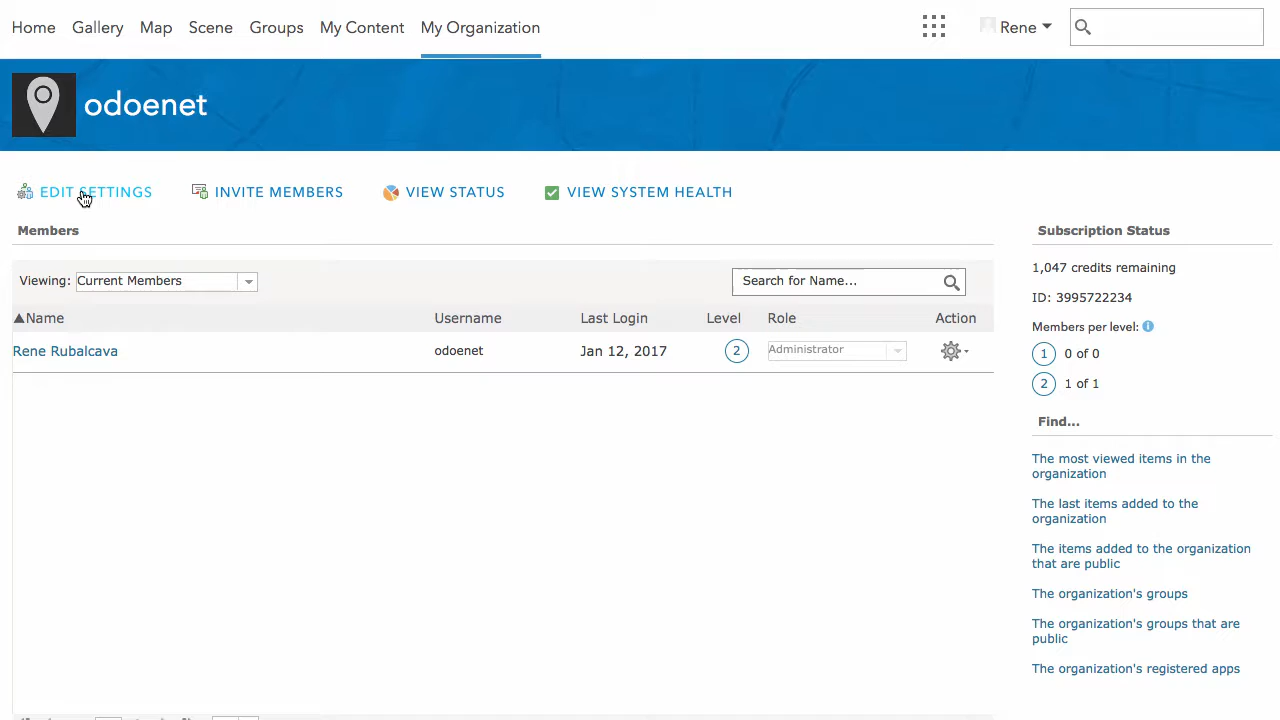 Home Gallery Map Scene Groups My Content My Organization Rene
odoenet
EDIT SETTINGS INVITE MEMBERS VIEW STATUS VIEW SYSTEM HEALTH
Members
Viewing: Current Members Search for Name...
Name Username Last Login Level Role Action
Rene Rubalcava odoenet Jan 12, 2017 2 Administrator
Subscription Status
1,047 credits remaining
ID: 3995722234
Members per level: i
1 0 of 0
2 1 of 1
Find...
The most viewed items in the
organization
The last items added to the
organization
The items added to the organization
that are public
The organization's groups
The organization's groups that are
public
The organization's registered apps